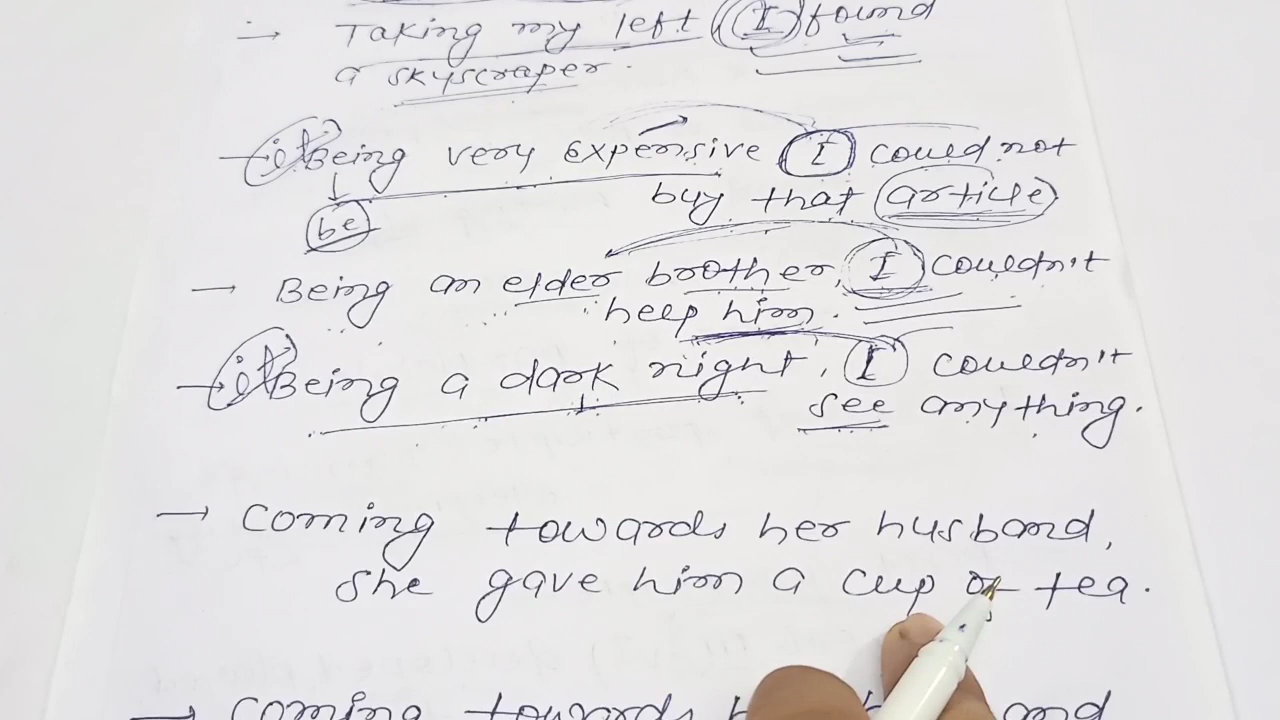 → Taking my left (I) found
a skyscraper.
→ it Being very expensive I could not
be buy that article
→ Being an elder brother, I couldn't
help him.
→ it Being a dark night, I couldn't
see anything.
→ coming towards her husband,
she gave him a cup of tea.
→ coming towards